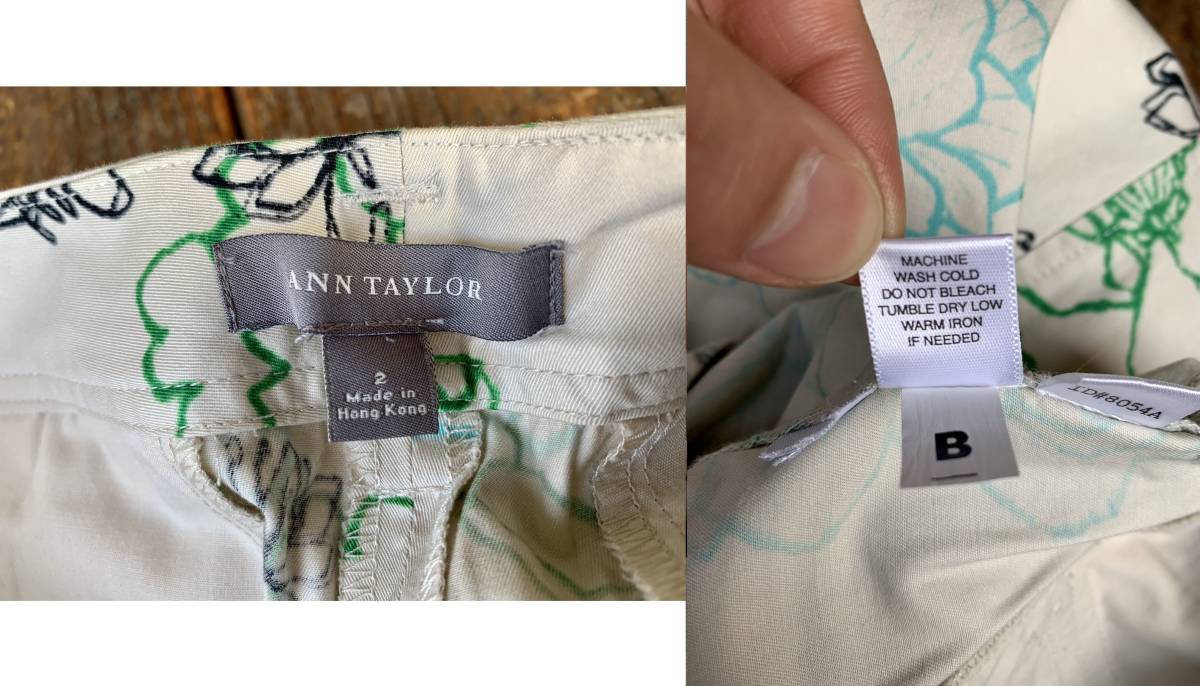 ANN TAYLOR
2
Made in
Hong Kong
MACHINE
WASH COLD
DO NOT BLEACH
TUMBLE DRY LOW
WARM IRON
IF NEEDED
ID#8054A
B